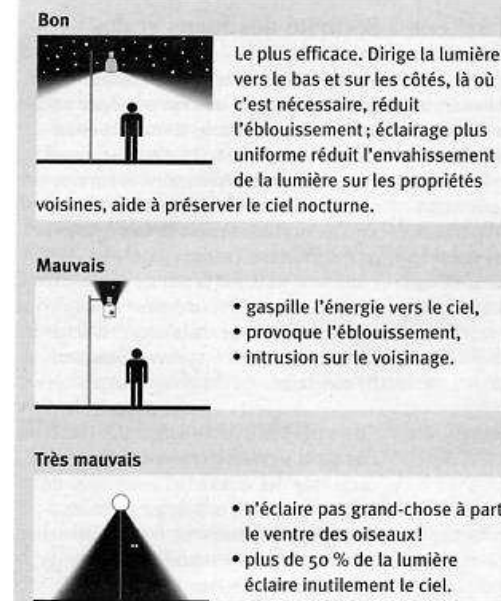 Bon
Le plus efficace. Dirige la lumière
vers le bas et sur les côtés, là où
c'est nécessaire, réduit
l'éblouissement ; éclairage plus
uniforme réduit l'envahissement
de la lumière sur les propriétés
voisines, aide à préserver le ciel nocturne.
Mauvais
• gaspille l'énergie vers le ciel,
• provoque l'éblouissement,
• intrusion sur le voisinage.
Très mauvais
• n'éclaire pas grand-chose à part
le ventre des oiseaux !
• plus de 50 % de la lumière
éclaire inutilement le ciel.